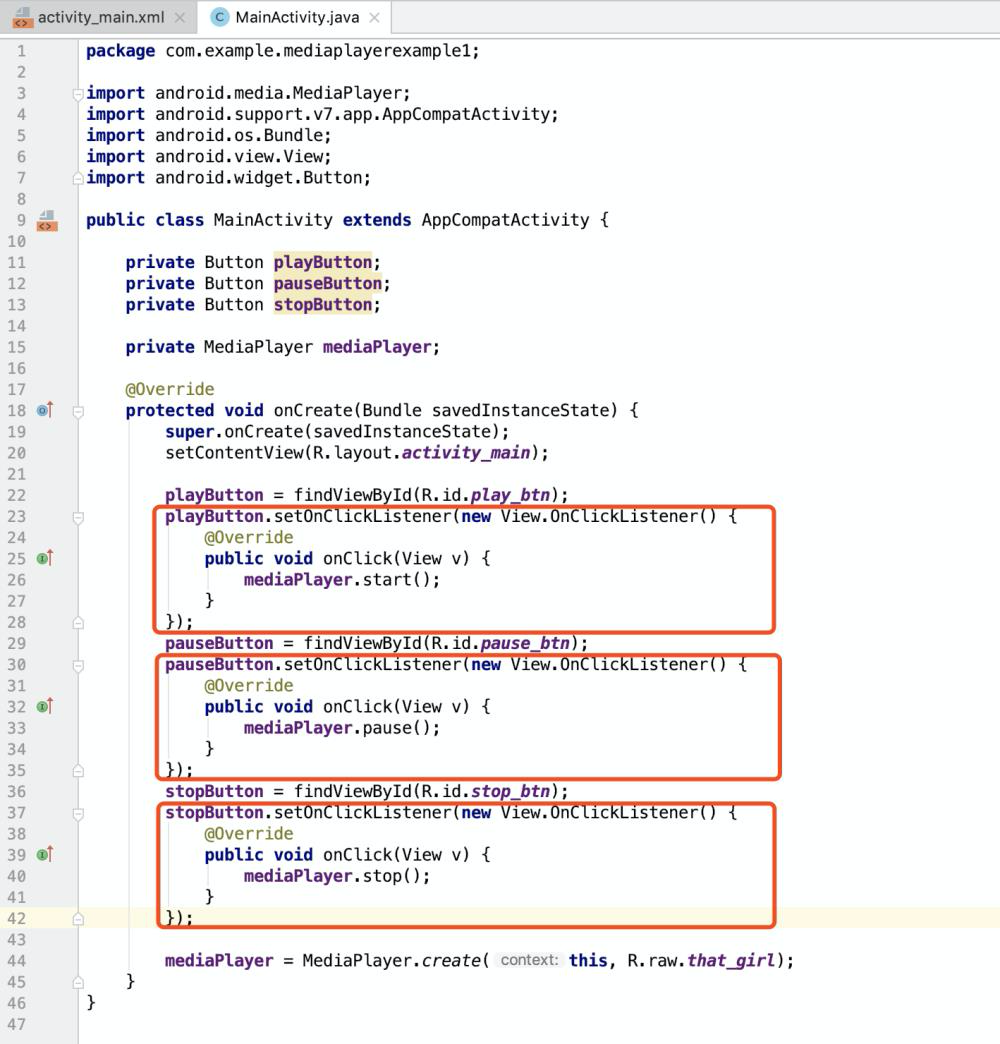 activity_main.xml MainActivity.java
1 package com.example.mediaplayerexample1;
2
3 import android.media.MediaPlayer;
4 import android.support.v7.app.AppCompatActivity;
5 import android.os.Bundle;
6 import android.view.View;
7 import android.widget.Button;
8
9 public class MainActivity extends AppCompatActivity {
10
11     private Button playButton;
12     private Button pauseButton;
13     private Button stopButton;
14
15     private MediaPlayer mediaPlayer;
16
17     @Override
18     protected void onCreate(Bundle savedInstanceState) {
19         super.onCreate(savedInstanceState);
20         setContentView(R.layout.activity_main);
21
22         playButton = findViewById(R.id.play_btn);
23         playButton.setOnClickListener(new View.OnClickListener() {
24             @Override
25             public void onClick(View v) {
26                 mediaPlayer.start();
27             }
28         });
29         pauseButton = findViewById(R.id.pause_btn);
30         pauseButton.setOnClickListener(new View.OnClickListener() {
31             @Override
32             public void onClick(View v) {
33                 mediaPlayer.pause();
34             }
35         });
36         stopButton = findViewById(R.id.stop_btn);
37         stopButton.setOnClickListener(new View.OnClickListener() {
38             @Override
39             public void onClick(View v) {
40                 mediaPlayer.stop();
41             }
42         });
43
44         mediaPlayer = MediaPlayer.create( context: this, R.raw.that_girl);
45     }
46 }
47